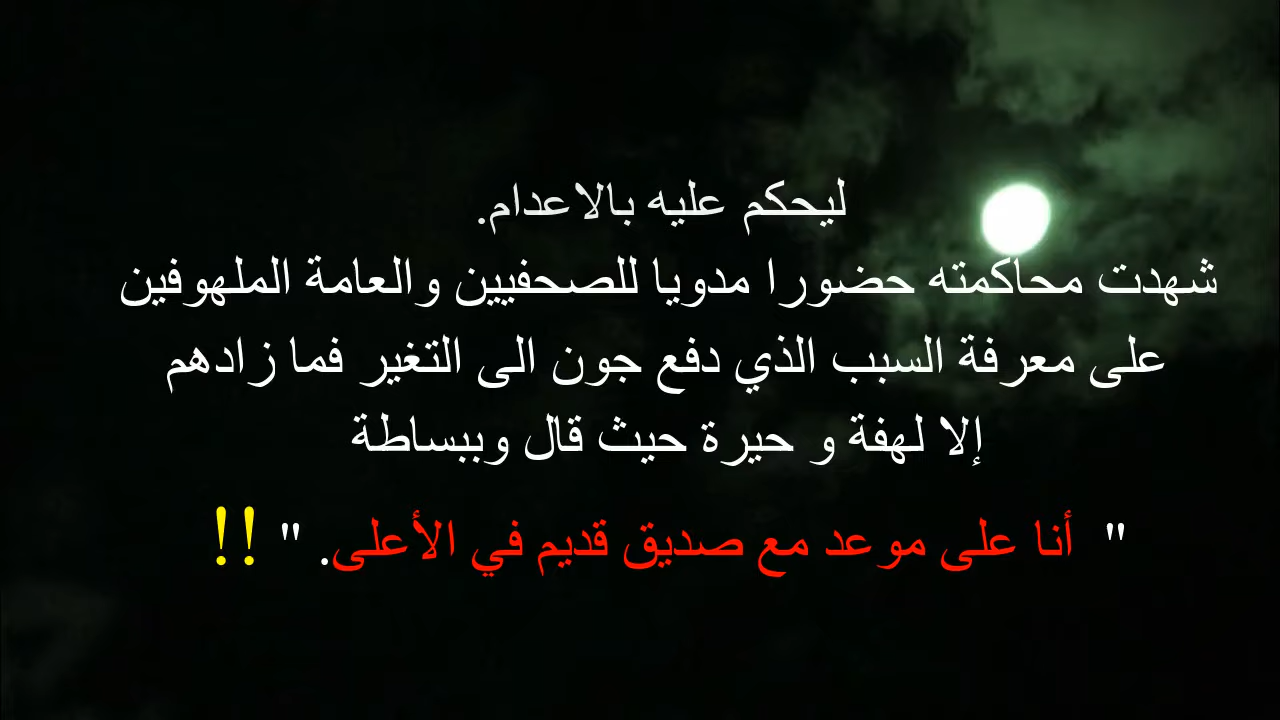 ليحكم عليه بالاعدام.
شهدت محاكمته حضورا مدويا للصحفيين والعامة الملهوفين
على معرفة السبب الذي دفع جون الى التغير فما زادهم
إلا لهفة و حيرة حيث قال وببساطة
" أنا على موعد مع صديق قديم في الأعلى. " !!